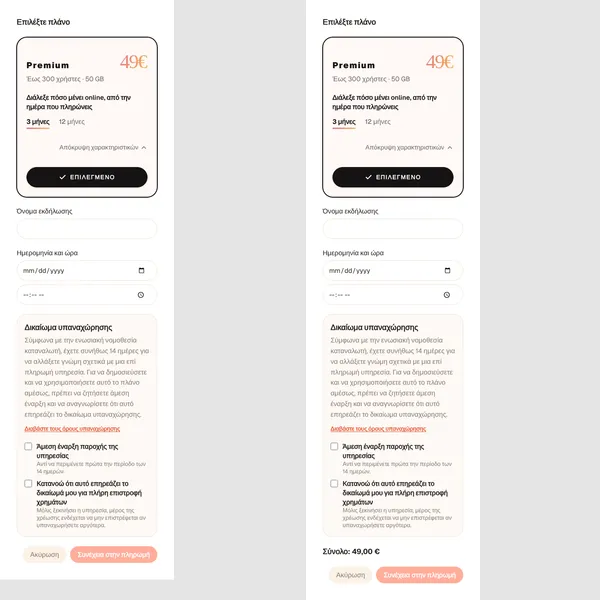 Επιλέξτε πλάνο
Premium
49€
Έως 300 χρήστες · 50 GB
Διάλεξε πόσο μένει online, από την
ημέρα που πληρώνεις
3 μήνες 12 μήνες
Απόκρυψη χαρακτηριστικών
ΕΠΙΛΕΓΜΕΝΟ
Όνομα εκδήλωσης
Ημερομηνία και ώρα
mm/dd/yyyy
--:-- --
Δικαίωμα υπαναχώρησης
Σύμφωνα με την ενωσιακή νομοθεσία
καταναλωτή, έχετε συνήθως 14 ημέρες για
να αλλάξετε γνώμη σχετικά με μια επί
πληρωμή υπηρεσία. Για να δημοσιεύσετε
και να χρησιμοποιήσετε αυτό το πλάνο
αμέσως, πρέπει να ζητήσετε άμεση
έναρξη και να αναγνωρίσετε ότι αυτό
επηρεάζει το δικαίωμα υπαναχώρησης.
Διαβάστε τους όρους υπαναχώρησης
Άμεση έναρξη παροχής της
υπηρεσίας
Αντί να περιμένετε πρώτα την περίοδο των
14 ημερών.
Κατανοώ ότι αυτό επηρεάζει το
δικαίωμά μου για πλήρη επιστροφή
χρημάτων
Μόλις ξεκινήσει η υπηρεσία, μέρος της
χρέωσης ενδέχεται να μην επιστρέφεται αν
υπαναχωρήσετε αργότερα.
Ακύρωση
Συνέχεια στην πληρωμή
Επιλέξτε πλάνο
Premium
49€
Έως 300 χρήστες · 50 GB
Διάλεξε πόσο μένει online, από την
ημέρα που πληρώνεις
3 μήνες 12 μήνες
Απόκρυψη χαρακτηριστικών
ΕΠΙΛΕΓΜΕΝΟ
Όνομα εκδήλωσης
Ημερομηνία και ώρα
mm/dd/yyyy
--:-- --
Δικαίωμα υπαναχώρησης
Σύμφωνα με την ενωσιακή νομοθεσία
καταναλωτή, έχετε συνήθως 14 ημέρες για
να αλλάξετε γνώμη σχετικά με μια επί
πληρωμή υπηρεσία. Για να δημοσιεύσετε
και να χρησιμοποιήσετε αυτό το πλάνο
αμέσως, πρέπει να ζητήσετε άμεση
έναρξη και να αναγνωρίσετε ότι αυτό
επηρεάζει το δικαίωμα υπαναχώρησης.
Διαβάστε τους όρους υπαναχώρησης
Άμεση έναρξη παροχής της
υπηρεσίας
Αντί να περιμένετε πρώτα την περίοδο των
14 ημερών.
Κατανοώ ότι αυτό επηρεάζει το
δικαίωμά μου για πλήρη επιστροφή
χρημάτων
Μόλις ξεκινήσει η υπηρεσία, μέρος της
χρέωσης ενδέχεται να μην επιστρέφεται αν
υπαναχωρήσετε αργότερα.
Σύνολο: 49,00 €
Ακύρωση
Συνέχεια στην πληρωμή